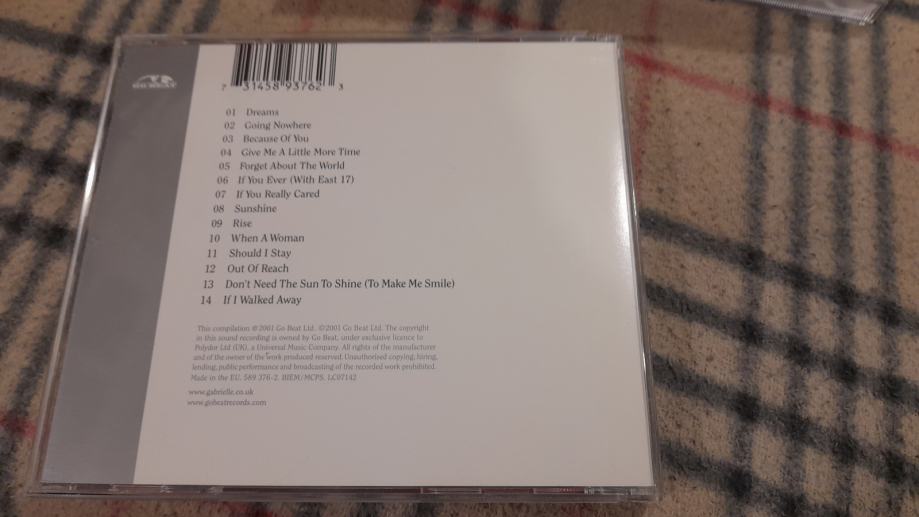 GO BEAT
7 31458 93762 3
01 Dreams
02 Going Nowhere
03 Because Of You
04 Give Me A Little More Time
05 Forget About The World
06 If You Ever (With East 17)
07 If You Really Cared
08 Sunshine
09 Rise
10 When A Woman
11 Should I Stay
12 Out Of Reach
13 Don't Need The Sun To Shine (To Make Me Smile)
14 If I Walked Away
This compilation ℗ 2001 Go Beat Ltd. ©2001 Go Beat Ltd. The copyright
in this sound recording is owned by Go Beat, under exclusive licence to
Polydor Ltd (UK), a Universal Music Company. All rights of the manufacturer
and of the owner of the work produced reserved. Unauthorised copying, hiring,
lending, public performance and broadcasting of the recorded work prohibited.
Made in the EU. 589 376-2. BIEM/MCPS. LC07142
www.gabrielle.co.uk
www.gobeatrecords.com